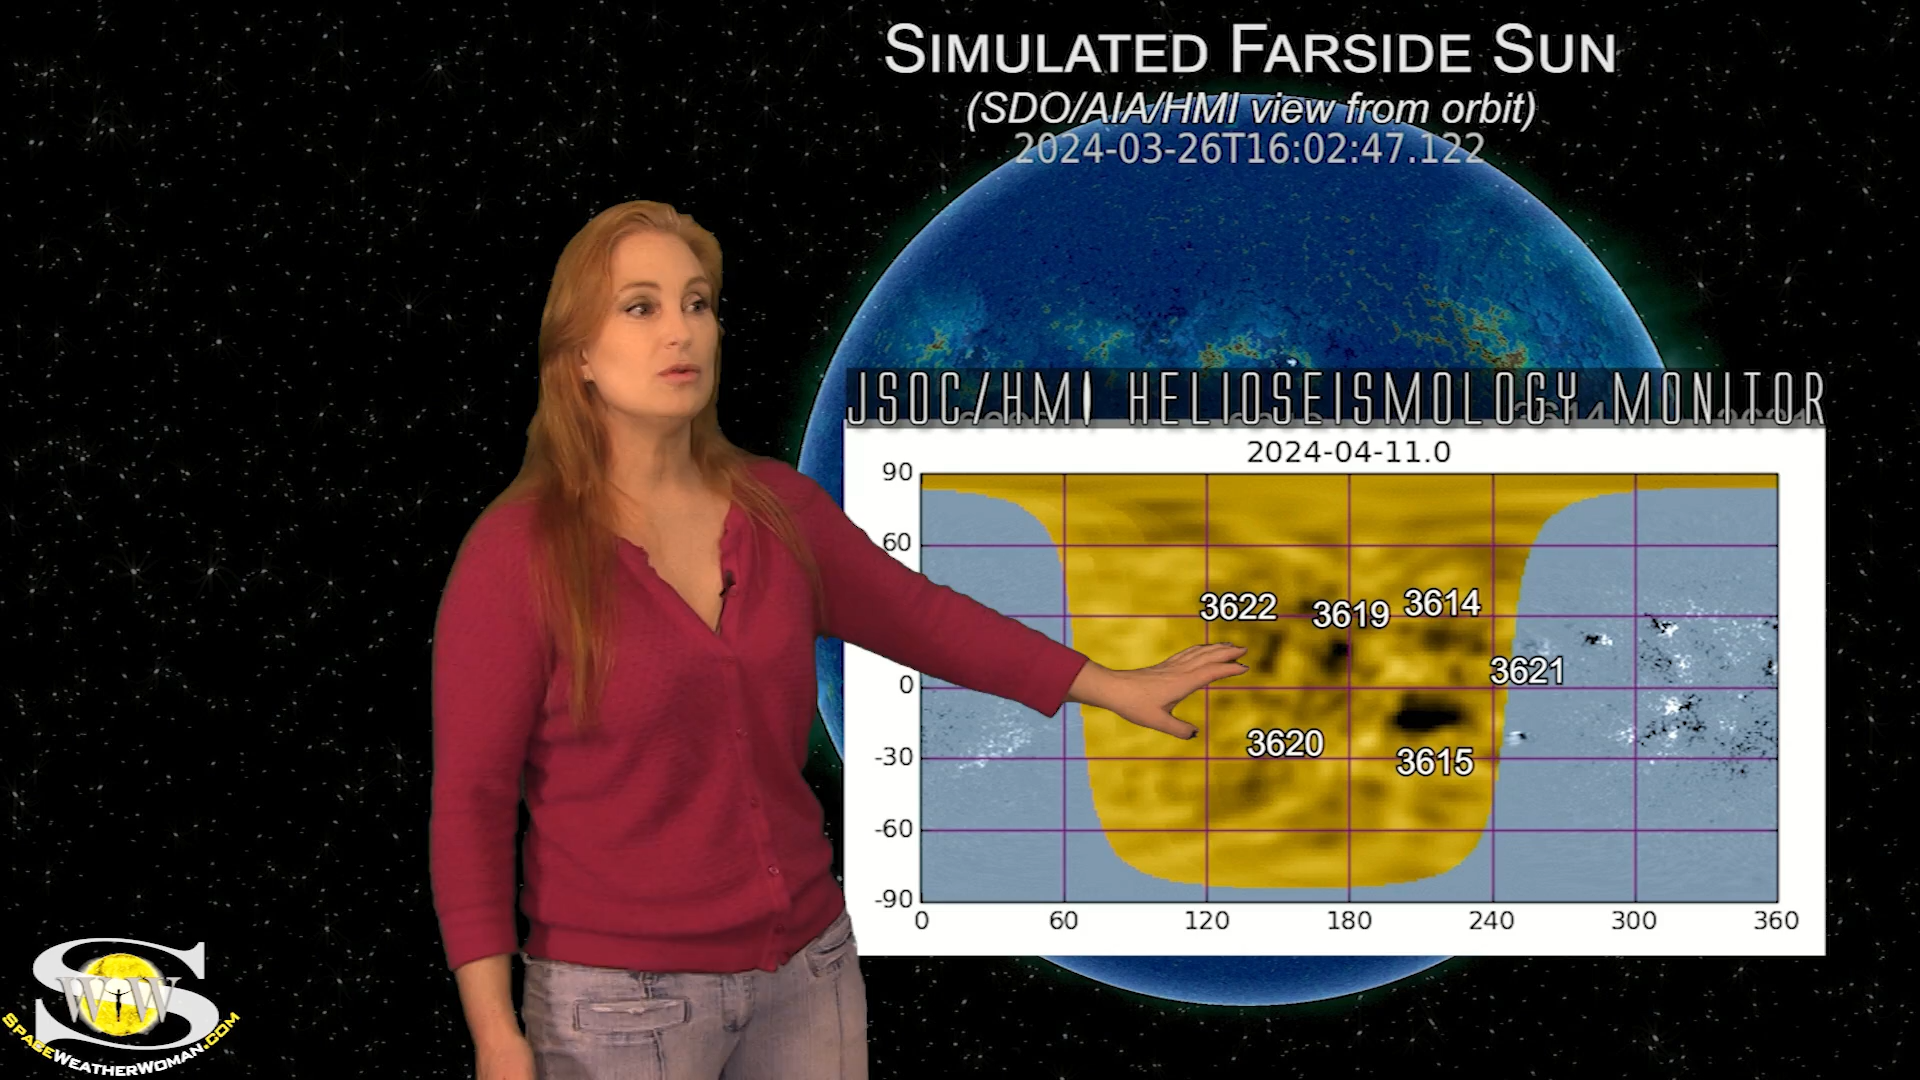 SIMULATED FARSIDE SUN
(SDO/AIA/HMI view from orbit)
2024-03-26T16:02:47.122
JSOC/HMI HELIOSEISMOLOGY MONITOR
2024-04-11.0
90
60
0
-30
-60
-90
0 60 120 180 240 300 360
3622 3619 3614
3621
3620 3615
S
WW
SPACEWEATHERWOMAN.COM